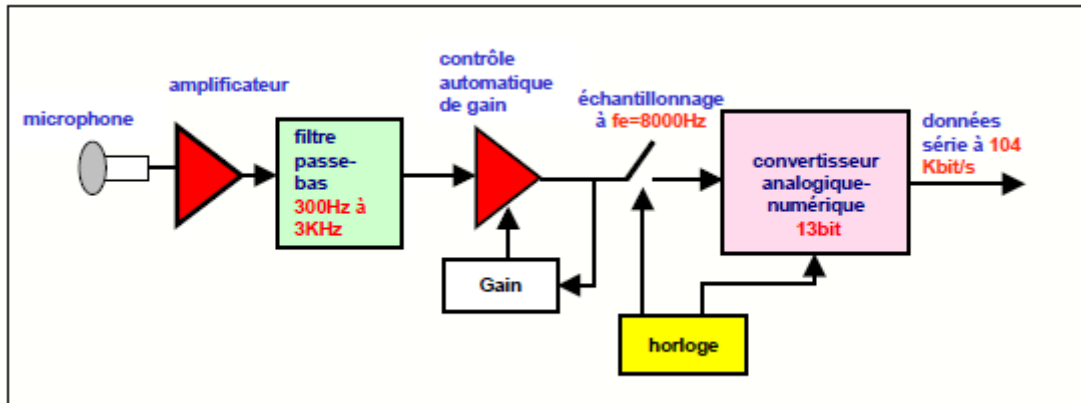 microphone
amplificateur
filtre
passe-
bas
300Hz à
3KHz
contrôle
automatique
de gain
Gain
échantillonnage
à fe=8000Hz
horloge
convertisseur
analogique-
numérique
13bit
données
série à 104
Kbit/s